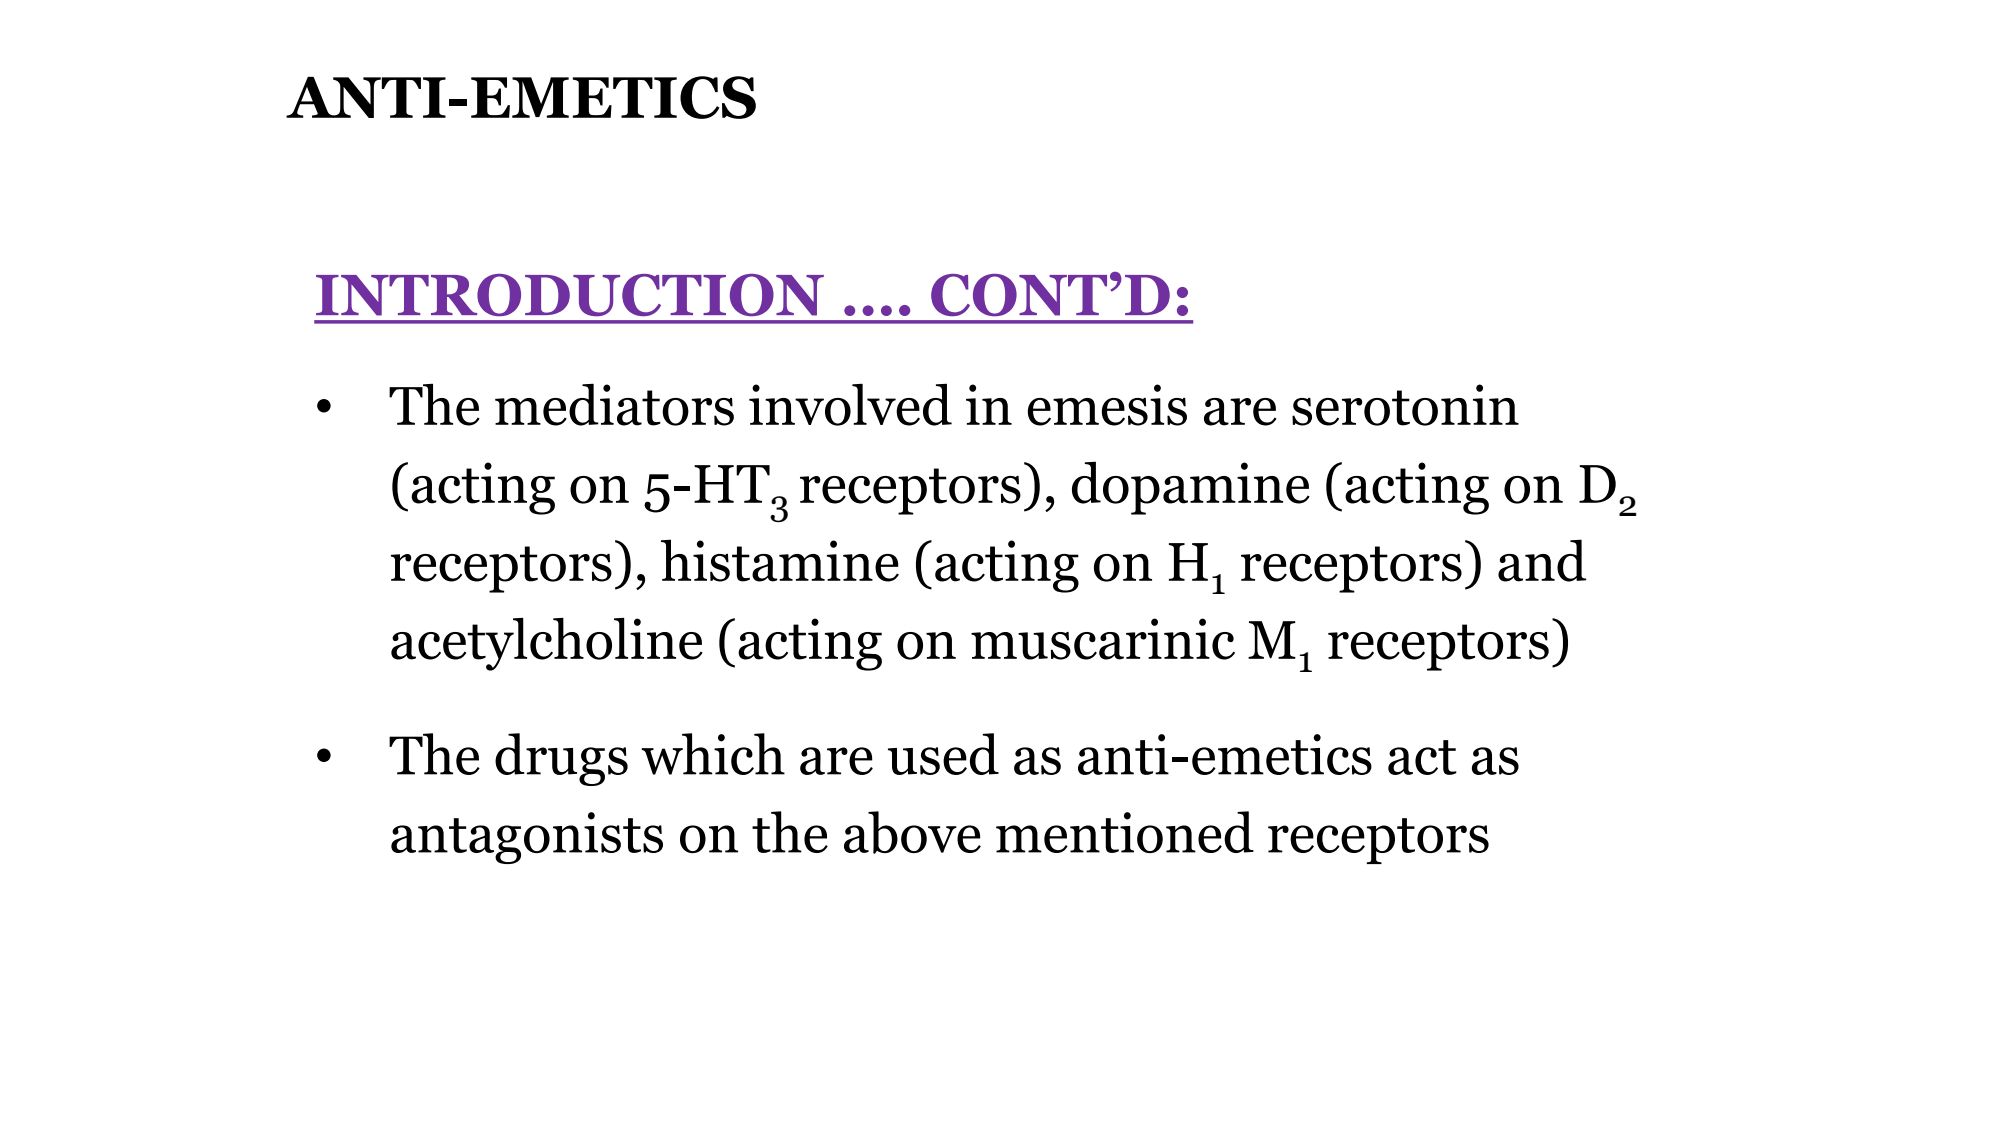 ANTI-EMETICS
INTRODUCTION .... CONT’D:
• The mediators involved in emesis are serotonin
(acting on 5-HT₃ receptors), dopamine (acting on D₂
receptors), histamine (acting on H₁ receptors) and
acetylcholine (acting on muscarinic M₁ receptors)
• The drugs which are used as anti-emetics act as
antagonists on the above mentioned receptors